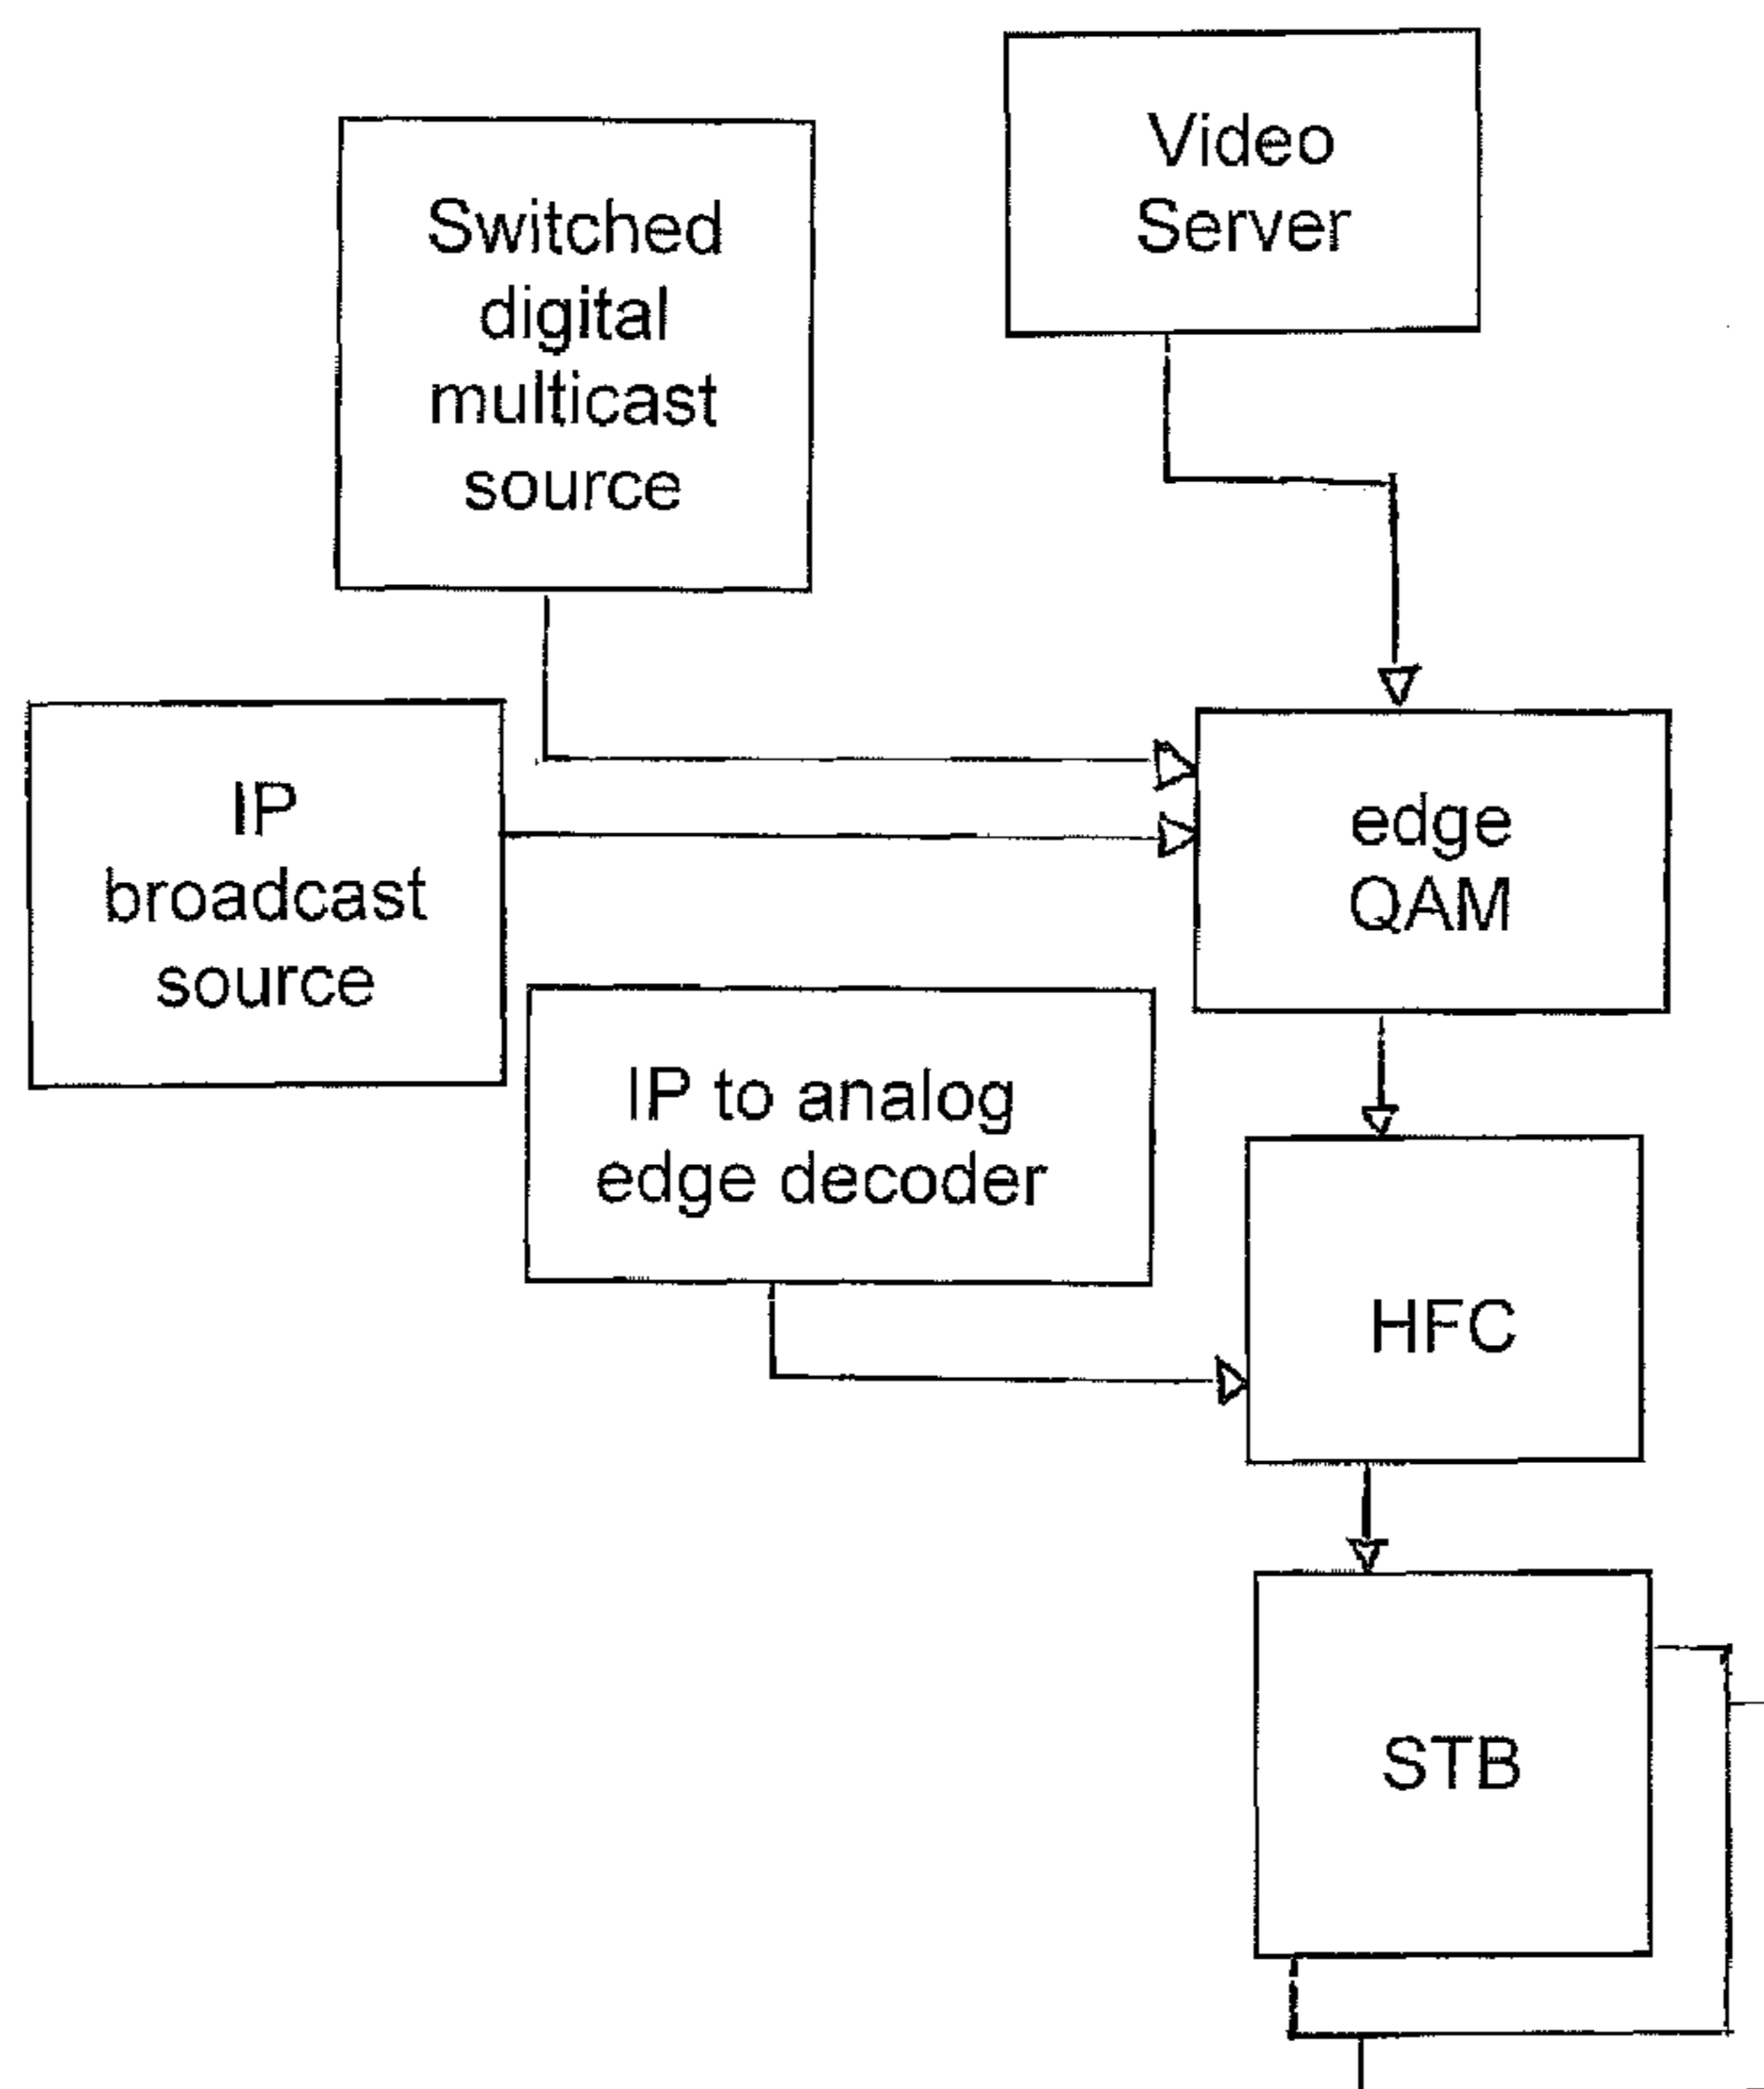 Video
Server
Switched
digital
multicast
source
IP
broadcast
source
edge
QAM
IP to analog
edge decoder
HFC
STB